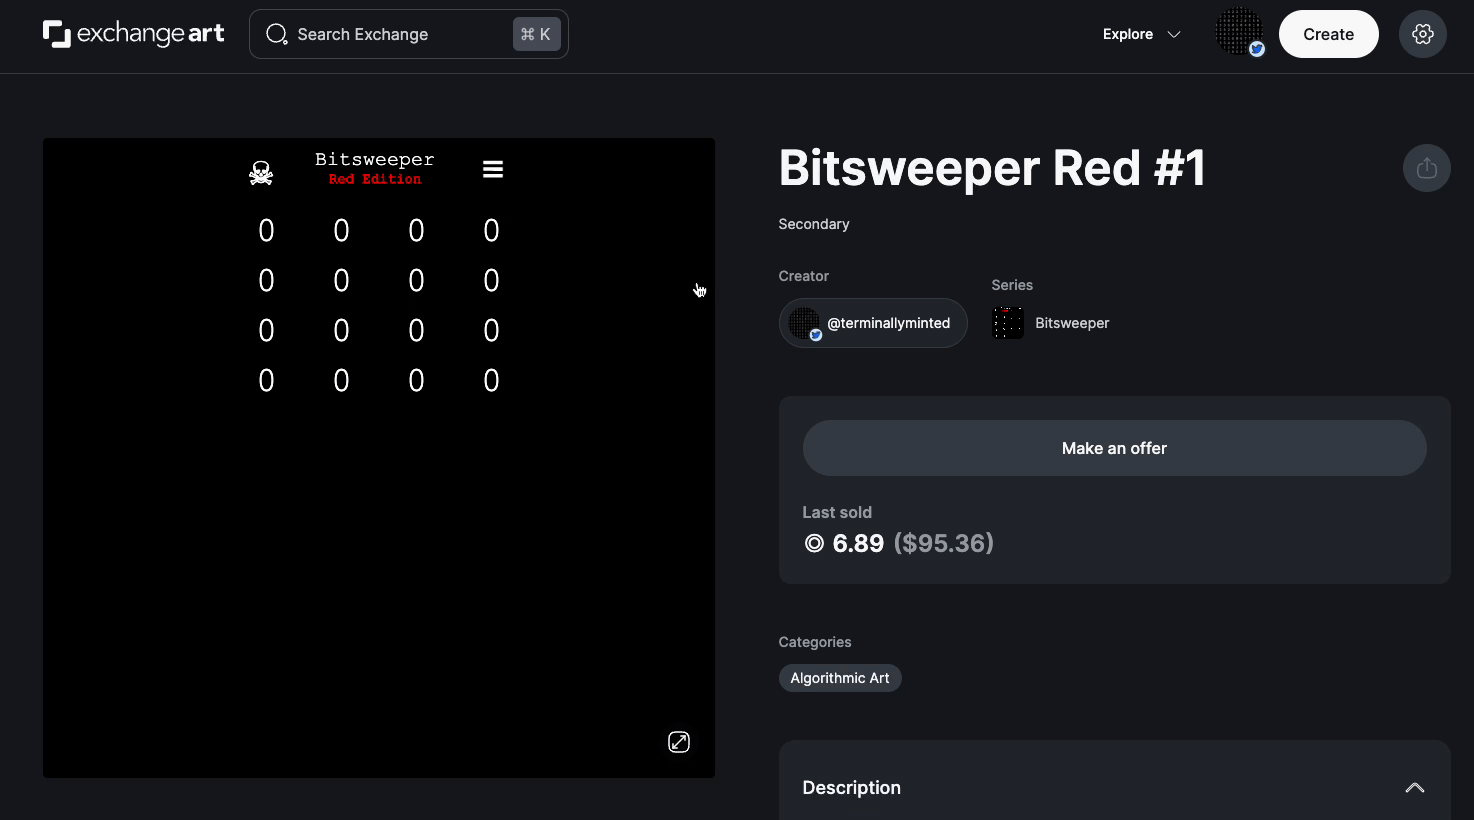 exchange art
Search Exchange
⌘ K
Explore
Create
Bitsweeper
Red Edition
0 0 0 0
0 0 0 0
0 0 0 0
0 0 0 0
Bitsweeper Red #1
Secondary
Creator
@terminallyminted
Series
Bitsweeper
Make an offer
Last sold
6.89 ($95.36)
Categories
Algorithmic Art
Description